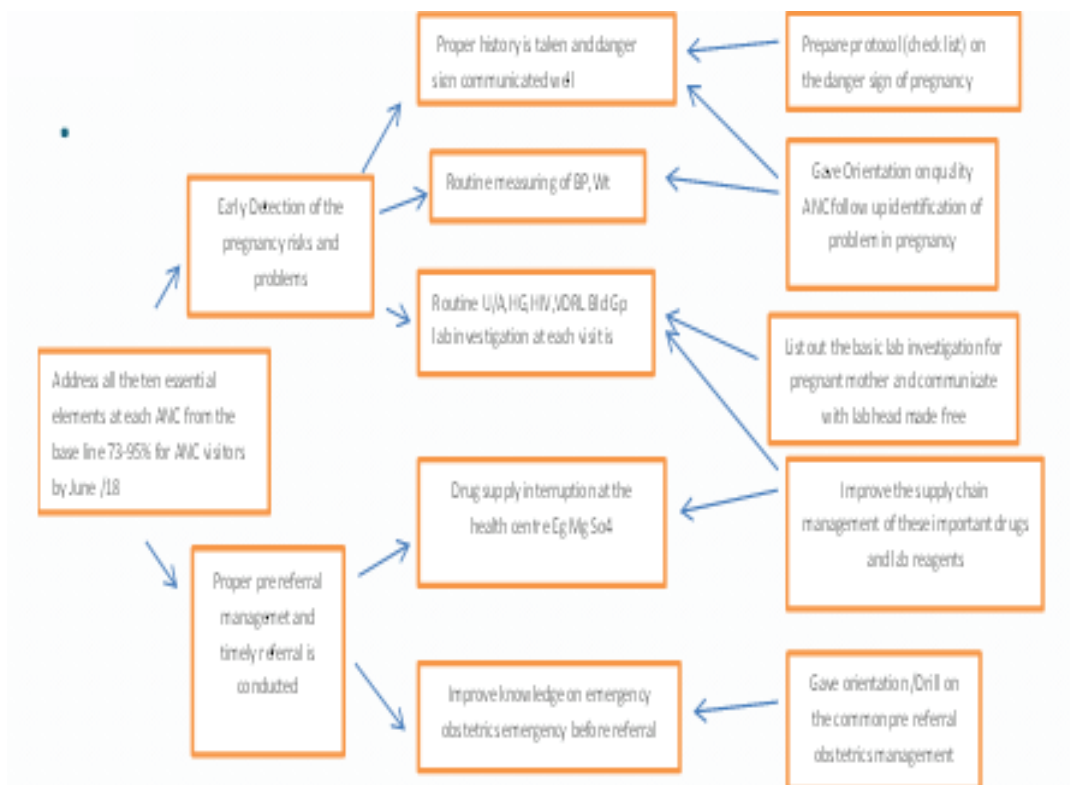 Proper history is taken and danger
sign communicated well
Prepare protocol (check list) on
the danger sign of pregnancy
Early Detection of the
pregnancy risks and
problems
Routine measuring of BP, Wt
Gave Orientation on quality
ANC follow up identification of
problem in pregnancy
Routine U/A, HG, HIV, VDRL Bld Gp
lab investigation at each visit is
List out the basic lab investigation for
pregnant mother and communicate
with lab head made free
Address all the ten essential
elements at each ANC from the
base line 73-95% for ANC visitors
by June /18
Drug supply interruption at the
health centre Eg Mg So4
Improve the supply chain
management of these important drugs
and lab reagents
Proper pre referral
managemet and
timely referral is
conducted
Improve knowledge on emergency
obstetrics emergency before referral
Gave orientation /Drill on
the common pre referral
obstetrics management